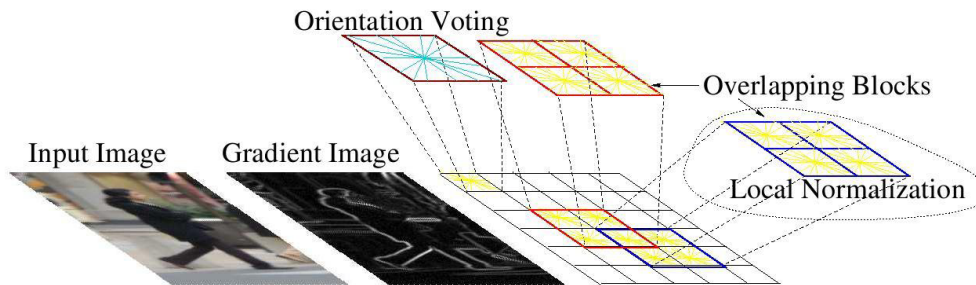 Orientation Voting
Overlapping Blocks
Input Image
Gradient Image
Local Normalization